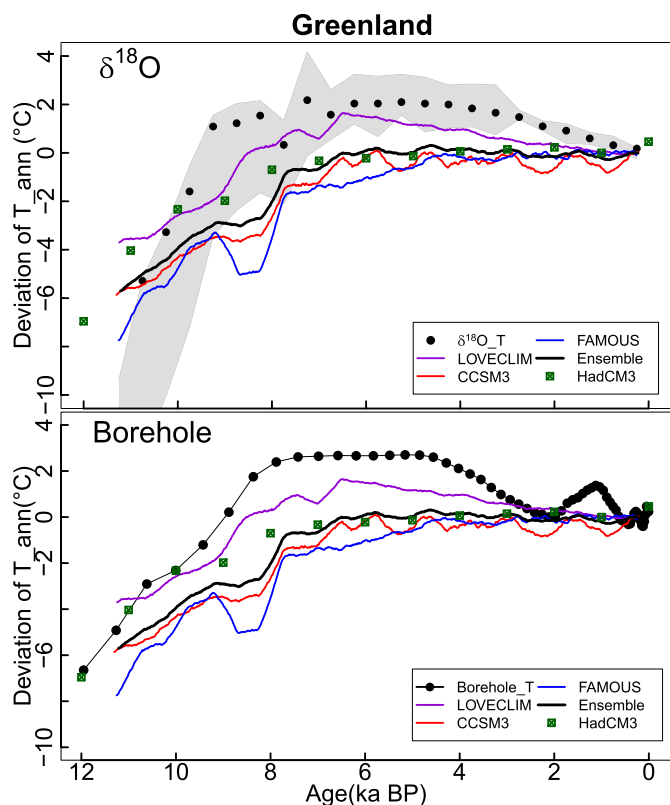 Greenland
δ18O
Deviation of T_ann (°C)
4
2
0
−2
−4
−6
−10
δ18O_T
LOVECLIM
CCSM3
FAMOUS
Ensemble
HadCM3
Borehole
Deviation of T_ann(°C)
4
2
0
−2
−6
−10
Borehole_T
LOVECLIM
CCSM3
FAMOUS
Ensemble
HadCM3
12 10 8 6 4 2 0
Age(ka BP)